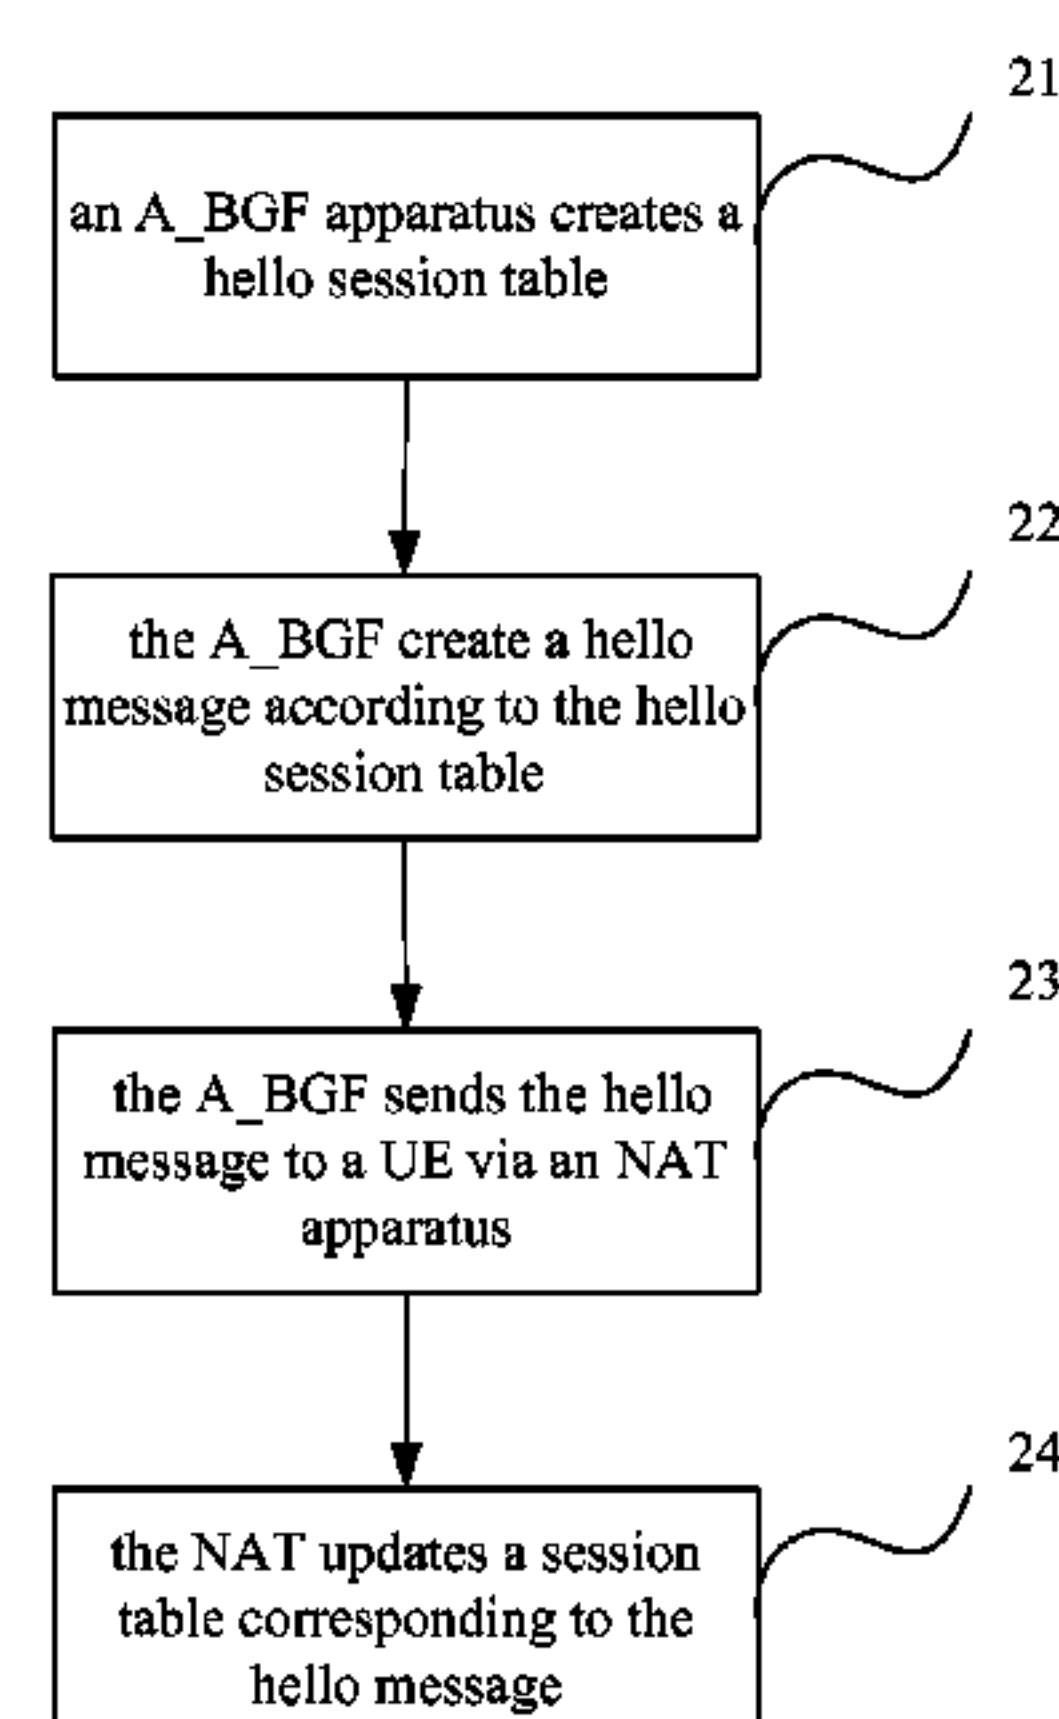 21
an A_BGF apparatus creates a
hello session table
22
the A_BGF create a hello
message according to the hello
session table
23
the A_BGF sends the hello
message to a UE via an NAT
apparatus
24
the NAT updates a session
table corresponding to the
hello message